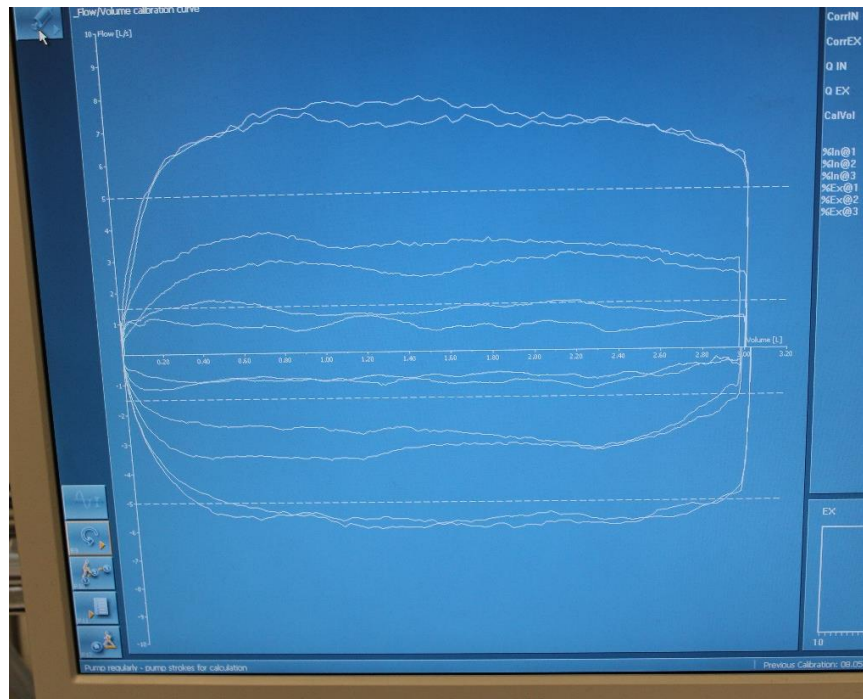 _Flow/Volume calibration curve
10 Flow [L/s]
9
8
7
6
5
4
3
2
1
0.20 0.40 0.60 0.80 1.00 1.20 1.40 1.60 1.80 2.00 2.20 2.40 2.60 2.80 3.00 3.20
Volume [L]
-1
-2
-3
-4
-5
-6
-7
-8
-9
-10
CorrIN
CorrEX
Q IN
Q EX
CalVol
%In@1
%In@2
%In@3
%Ex@1
%Ex@2
%Ex@3
EX
10
Pump regularly - pump strokes for calculation
Previous Calibration: 09.05